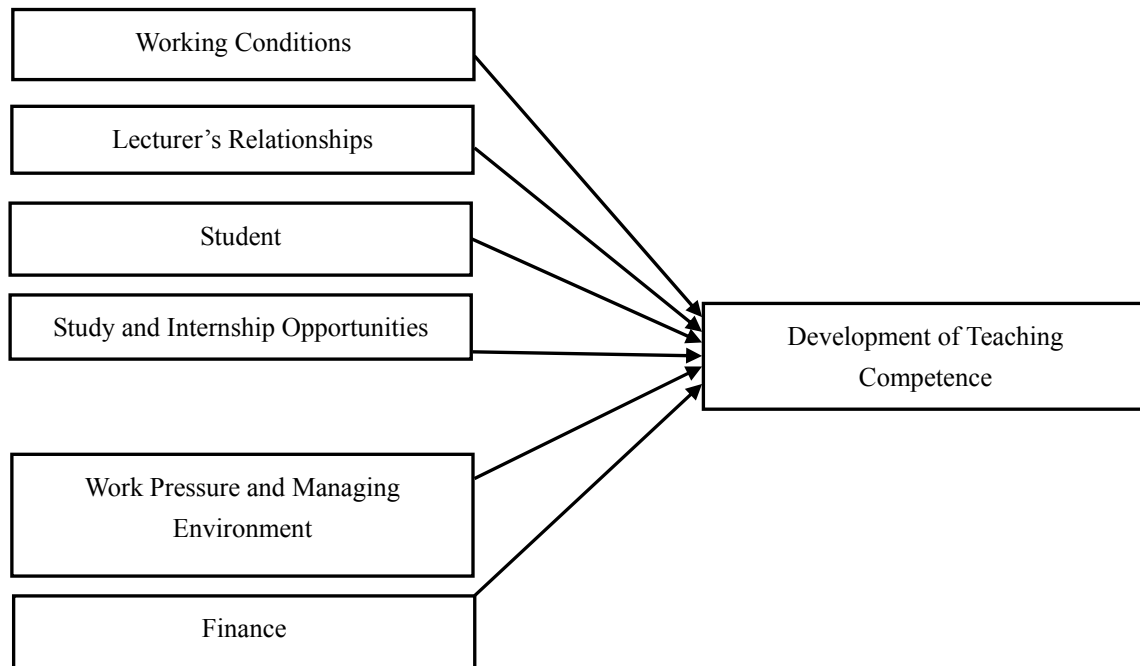 Working Conditions
Lecturer’s Relationships
Student
Study and Internship Opportunities
Development of Teaching
Competence
Work Pressure and Managing
Environment
Finance